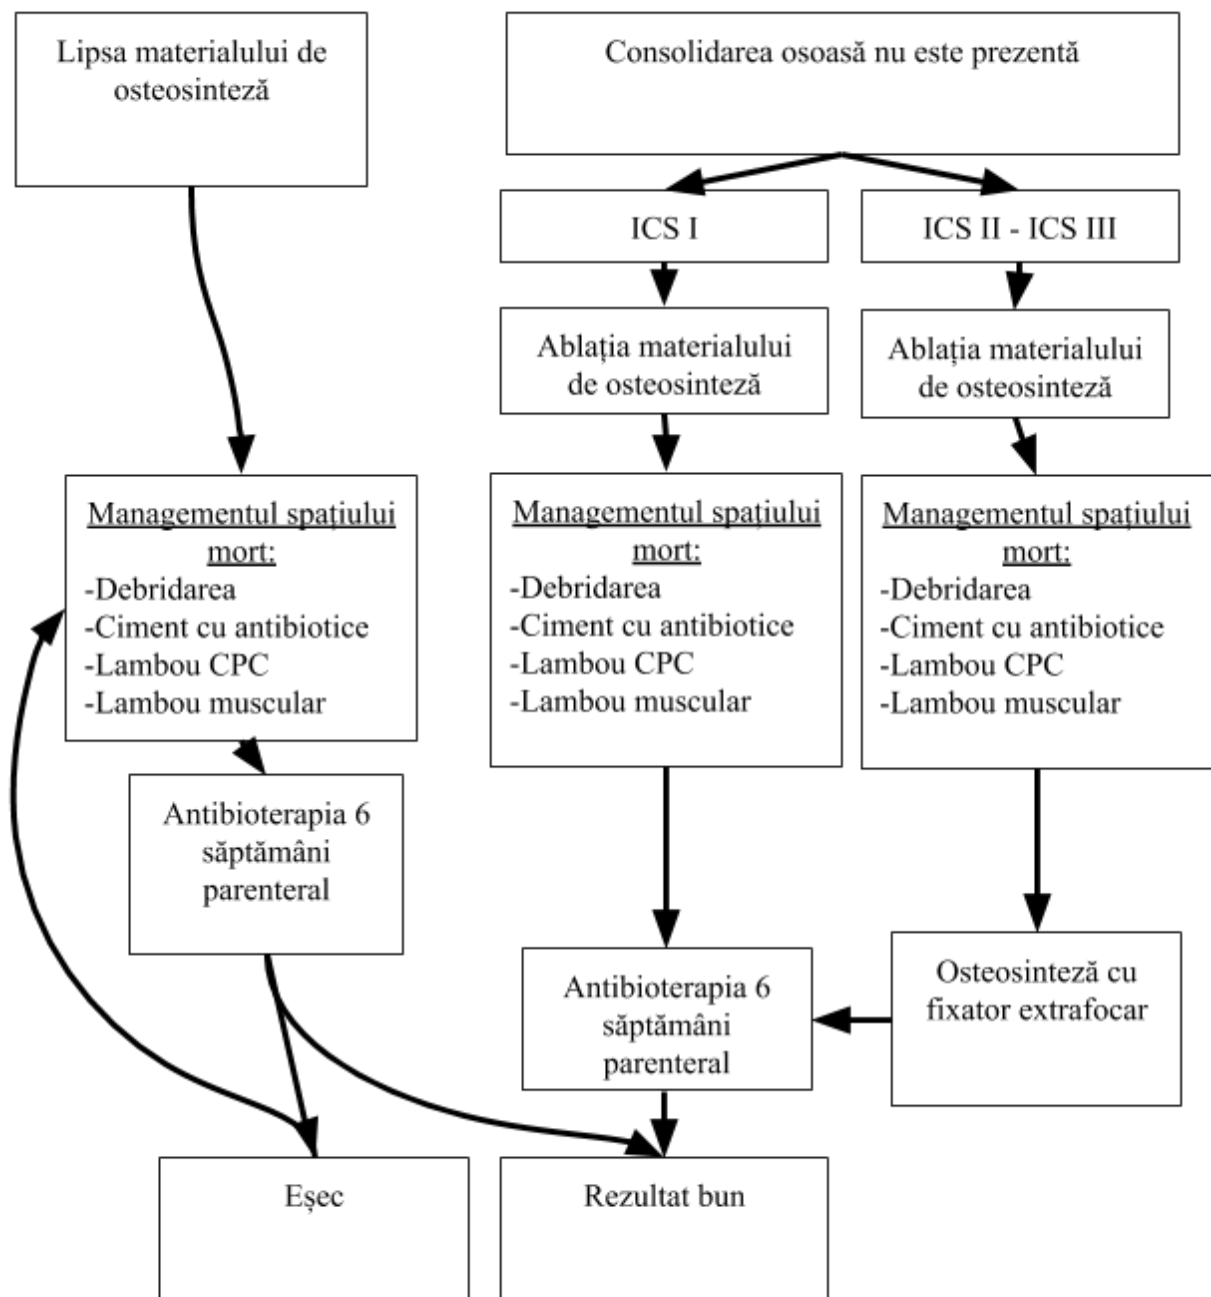 Lipsa materialului de
osteosinteză
Consolidarea osoasă nu este prezentă
ICS I
ICS II - ICS III
Ablația materialului
de osteosinteză
Ablația materialului
de osteosinteză
Managementul spațiului
mort:
-Debridarea
-Ciment cu antibiotice
-Lambou CPC
-Lambou muscular
Managementul spațiului
mort:
-Debridarea
-Ciment cu antibiotice
-Lambou CPC
-Lambou muscular
Managementul spațiului
mort:
-Debridarea
-Ciment cu antibiotice
-Lambou CPC
-Lambou muscular
Antibioterapia 6
săptămâni
parenteral
Antibioterapia 6
săptămâni
parenteral
Osteosinteză cu
fixator extrafocar
Eșec
Rezultat bun